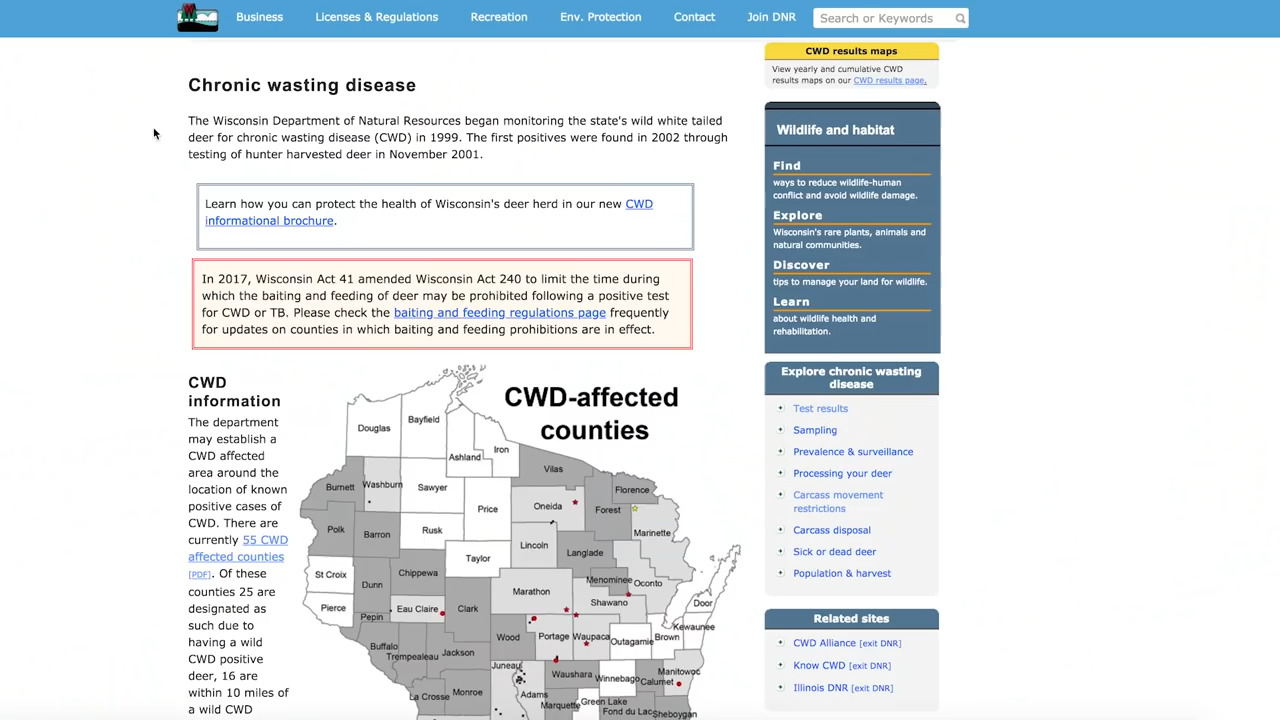 Business
Licenses & Regulations
Recreation
Env. Protection
Contact
Join DNR
Search or Keywords
Chronic wasting disease
The Wisconsin Department of Natural Resources began monitoring the state's wild white tailed
deer for chronic wasting disease (CWD) in 1999. The first positives were found in 2002 through
testing of hunter harvested deer in November 2001.
Learn how you can protect the health of Wisconsin's deer herd in our new CWD
informational brochure.
In 2017, Wisconsin Act 41 amended Wisconsin Act 240 to limit the time during
which the baiting and feeding of deer may be prohibited following a positive test
for CWD or TB. Please check the baiting and feeding regulations page frequently
for updates on counties in which baiting and feeding prohibitions are in effect.
CWD
information
The department
may establish a
CWD affected
area around the
location of known
positive cases of
CWD. There are
currently 55 CWD
affected counties
[PDF]. Of these
counties 25 are
designated as
such due to
having a wild
CWD positive
deer, 16 are
within 10 miles of
a wild CWD
CWD-affected
counties
Douglas
Bayfield
Ashland
Iron
Vilas
Burnett
Washburn
Sawyer
Price
Oneida
Florence
Forest
Marinette
Polk
Barron
Rusk
Lincoln
Langlade
Taylor
St Croix
Dunn
Chippewa
Menominee
Oconto
Marathon
Shawano
Door
Pierce
Pepin
Eau Claire
Clark
Kewaunee
Buffalo
Trempealeau
Jackson
Wood
Portage
Waupaca
Outagamie
Brown
Juneau
Adams
Waushara
Winnebago
Calumet
Manitowoc
La Crosse
Monroe
Marquette
Green Lake
Fond du Lac
Sheboygan
CWD results maps
View yearly and cumulative CWD
results maps on our CWD results page.
Wildlife and habitat
Find
ways to reduce wildlife-human
conflict and avoid wildlife damage.
Explore
Wisconsin's rare plants, animals and
natural communities.
Discover
tips to manage your land for wildlife.
Learn
about wildlife health and
rehabilitation.
Explore chronic wasting
disease
Test results
Sampling
Prevalence & surveillance
Processing your deer
Carcass movement
restrictions
Carcass disposal
Sick or dead deer
Population & harvest
Related sites
CWD Alliance [exit DNR]
Know CWD [exit DNR]
Illinois DNR [exit DNR]